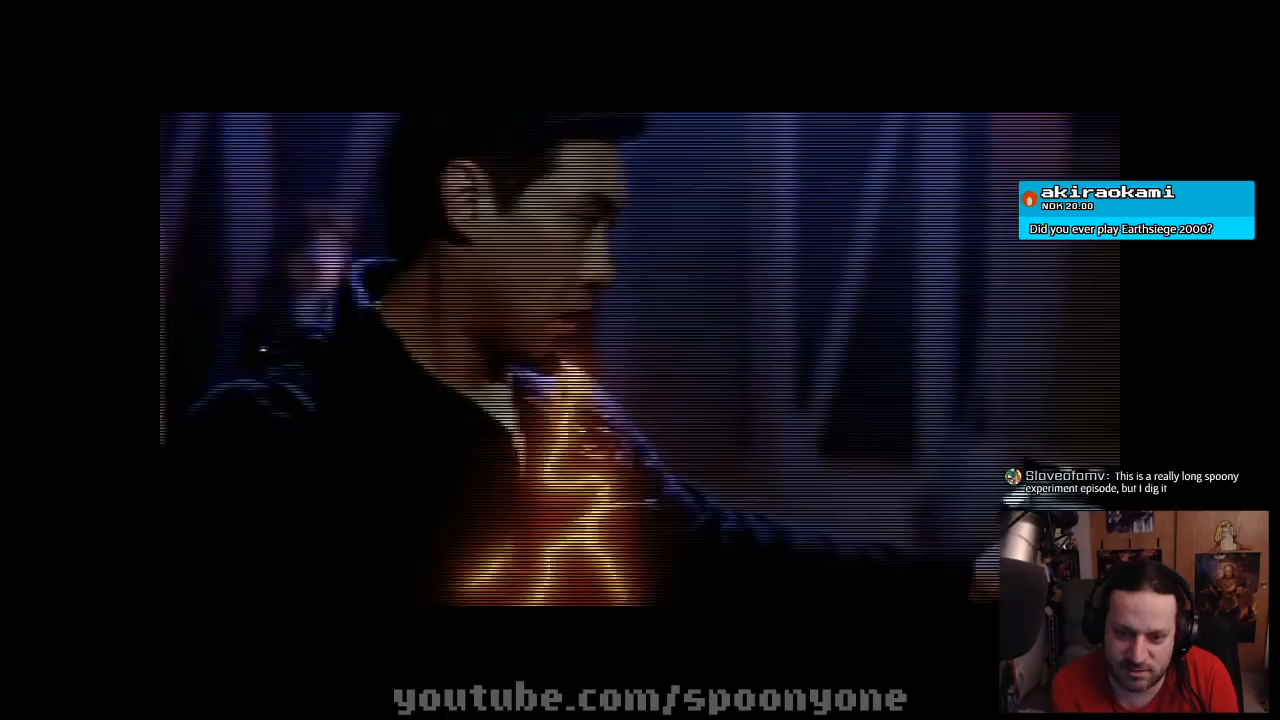 akiraokami
NOK 20.00
Did you ever play Earthsiege 2000?
Slaveofamv: This is a really long spoony
experiment episode, but I dig it
youtube.com/spoonyone